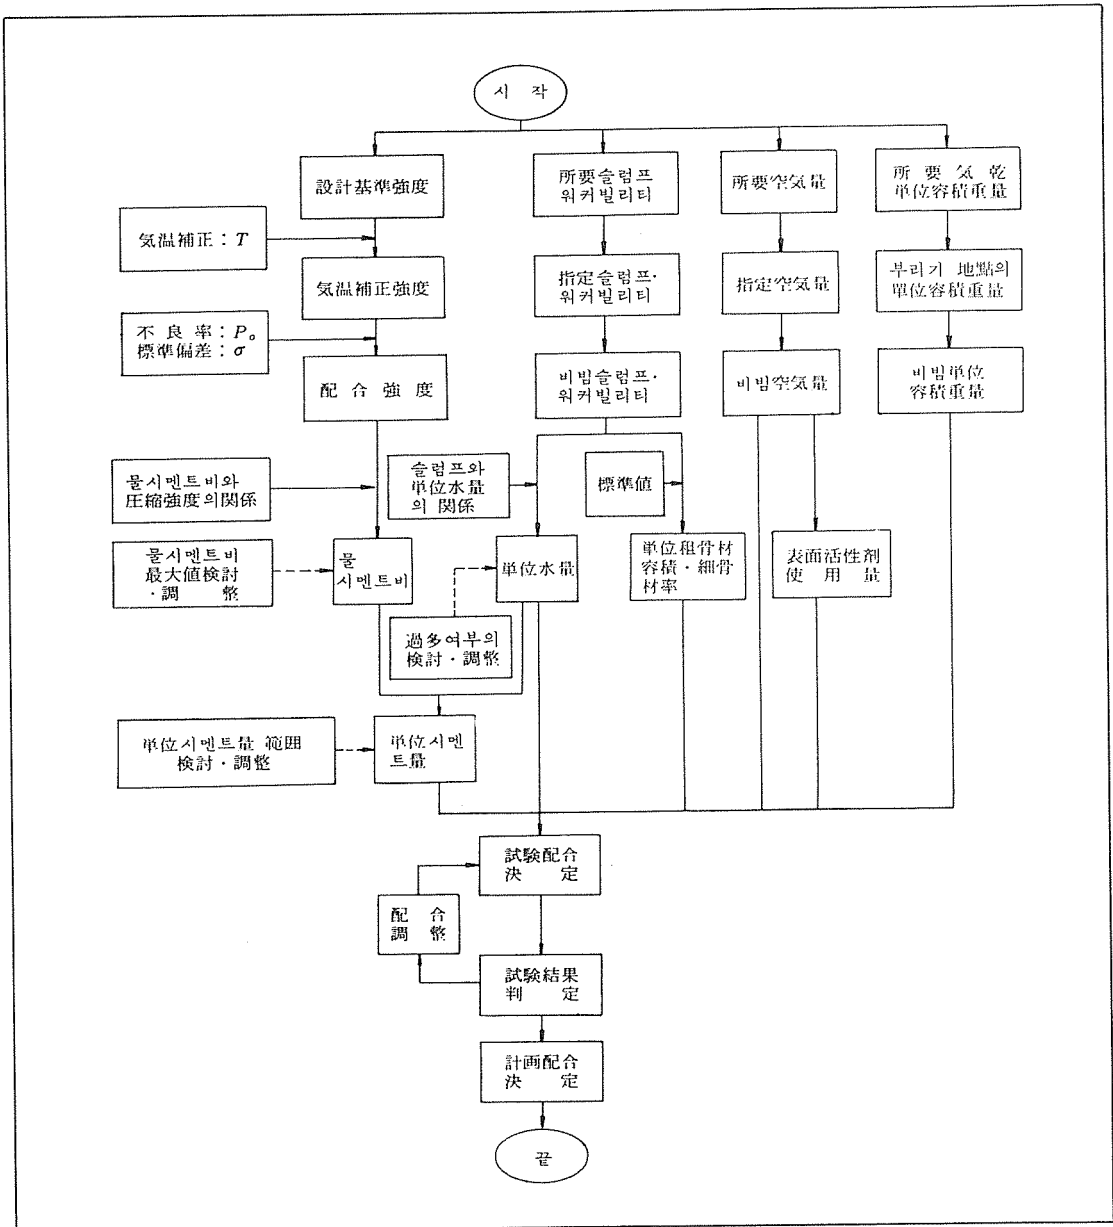 시 작
設計基準強度
所要슬럼프
워커빌리티
所要空気量
所要気乾
単位容積重量
気温補正 : T
気温補正強度
指定슬럼프·
워커빌리티
指定空気量
부리기 地點의
單位容積重量
不良率 : P₀
標準偏差 : σ
配合強度
비빔슬럼프·
워커빌리티
비빔空気量
비빔単位
容積重量
물시멘트비와
圧縮強度의関係
슬럼프와
単位水量
의 関係
標準値
물시멘트비
最大値検討
·調 整
물
시멘트비
単位水量
単位粗骨材
容積·細骨
材率
表面活性剤
使 用 量
過多여부의
検討·調整
単位시멘트量 範囲
検討·調整
単位시멘
트量
試験配合
決 定
配 合
調 整
試験結果
判 定
計画配合
決 定
끝